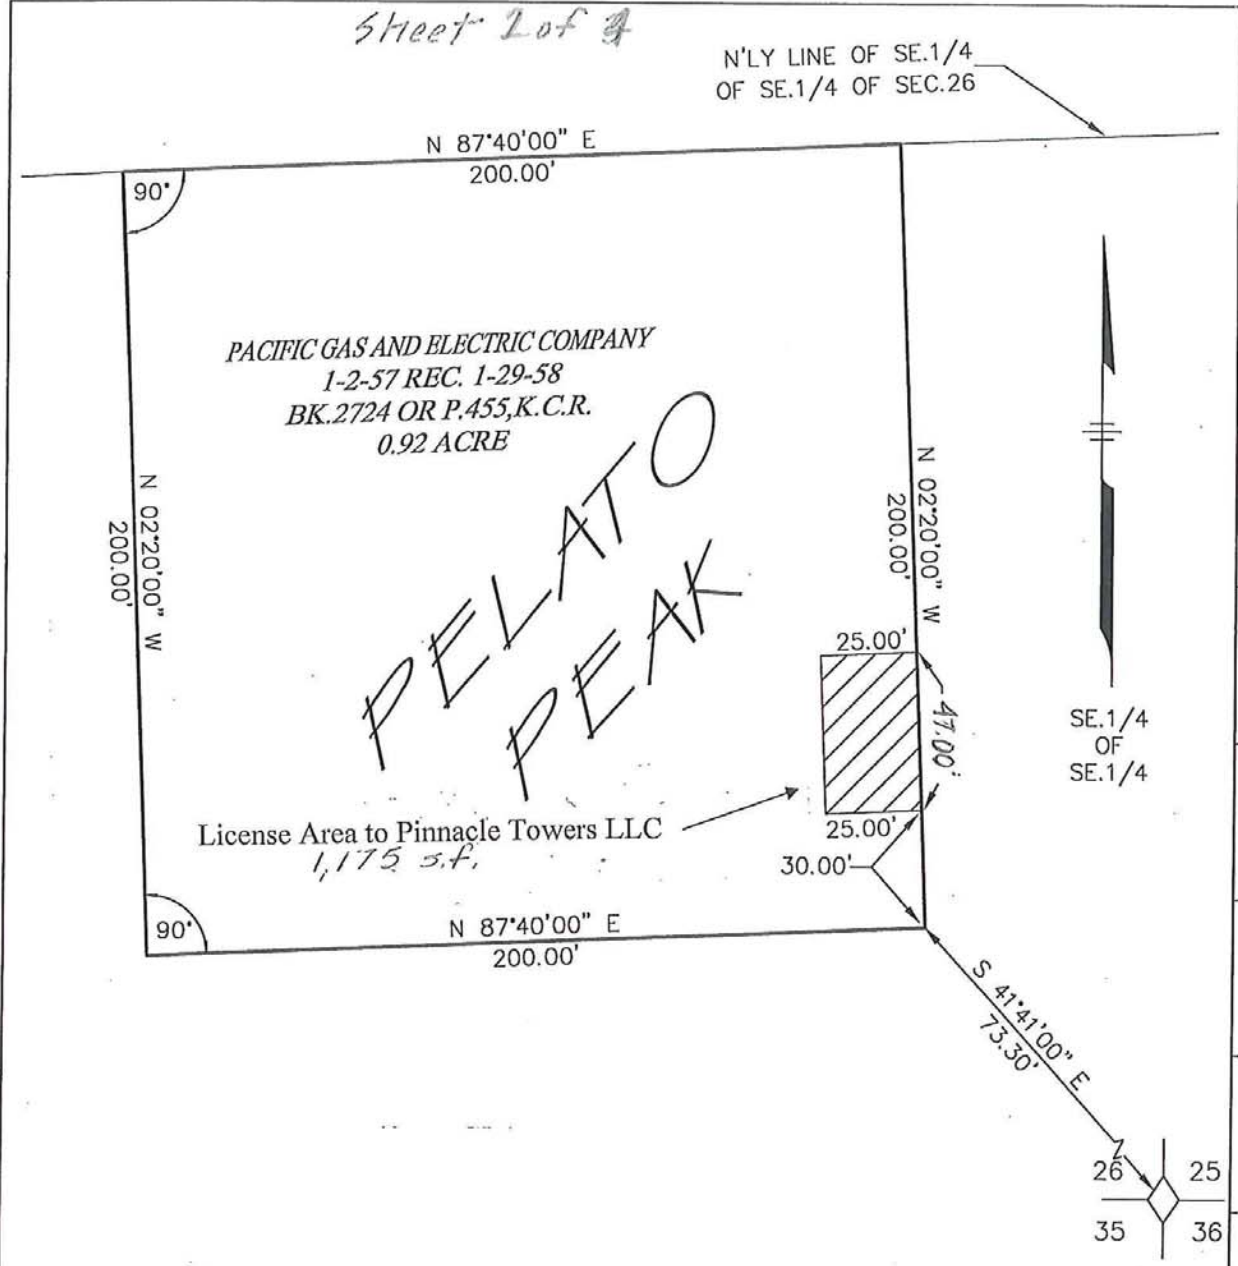 Sheet 1 of
N'LY LINE OF SE.1/4
OF SE.1/4 OF SEC.26
N 87°40'00" E
200.00'
90°
PACIFIC GAS AND ELECTRIC COMPANY
1-2-57 REC. 1-29-58
BK.2724 OR P.455,K.C.R.
0.92 ACRE
N 02°20'00" W
200.00'
PELATO
PEAK
N 02°20'00" W
200.00'
25.00'
47.00'
SE.1/4
OF
SE.1/4
License Area to Pinnacle Towers LLC
1,175 s.f.
25.00'
30.00'
90°
N 87°40'00" E
200.00'
S 41°41'00" E
73.30'
26 25
35 36